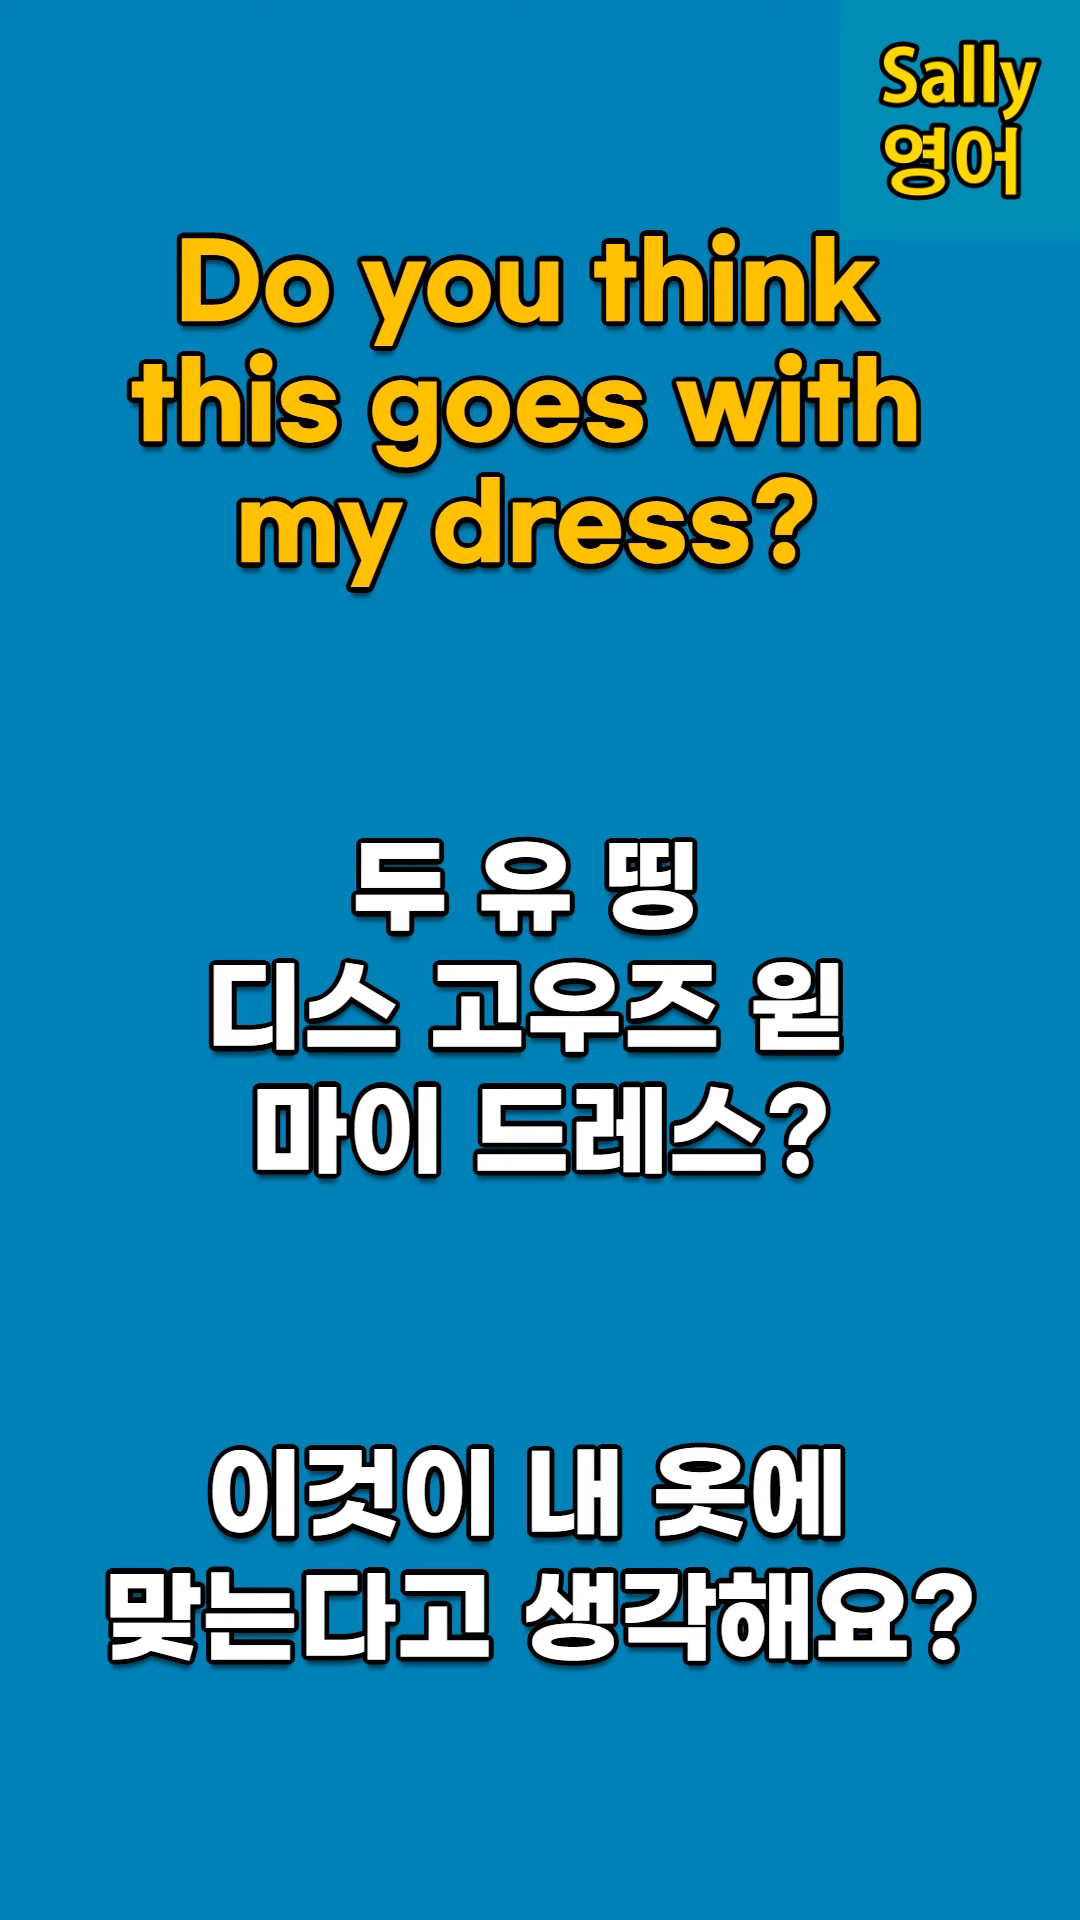 Sally
영어
Do you think
this goes with
my dress?
두 유 띵
디스 고우즈 윋
마이 드레스?
이것이 내 옷에
맞는다고 생각해요?